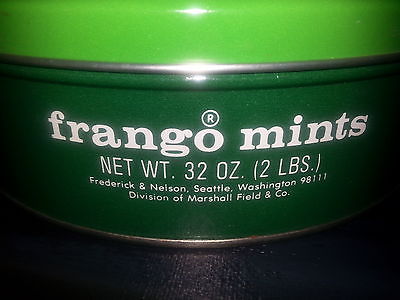 frango® mints
NET WT. 32 OZ. (2 LBS.)
Frederick & Nelson, Seattle, Washington 98111
Division of Marshall Field & Co.